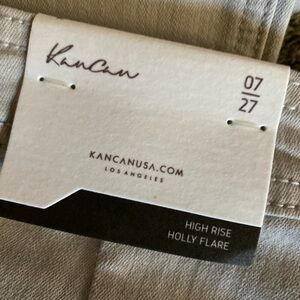 KanCan
07
27
KANCANUSA.COM
LOS ANGELES
HIGH RISE
HOLLY FLARE